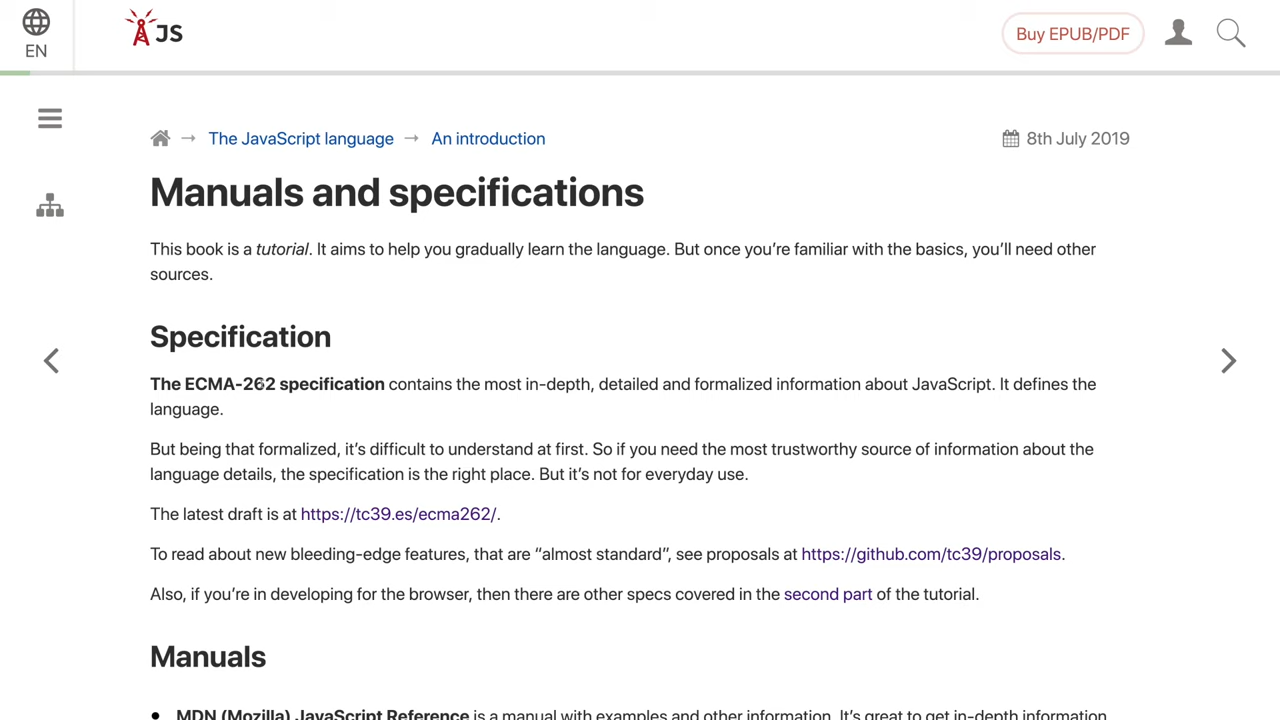 EN
JS
Buy EPUB/PDF
The JavaScript language → An introduction
8th July 2019
Manuals and specifications
This book is a tutorial. It aims to help you gradually learn the language. But once you’re familiar with the basics, you’ll need other
sources.
Specification
The ECMA-262 specification contains the most in-depth, detailed and formalized information about JavaScript. It defines the
language.
But being that formalized, it’s difficult to understand at first. So if you need the most trustworthy source of information about the
language details, the specification is the right place. But it’s not for everyday use.
The latest draft is at https://tc39.es/ecma262/.
To read about new bleeding-edge features, that are “almost standard”, see proposals at https://github.com/tc39/proposals.
Also, if you’re in developing for the browser, then there are other specs covered in the second part of the tutorial.
Manuals
• MDN (Mozilla) JavaScript Reference is a manual with examples and other information. It’s great to get in-depth information